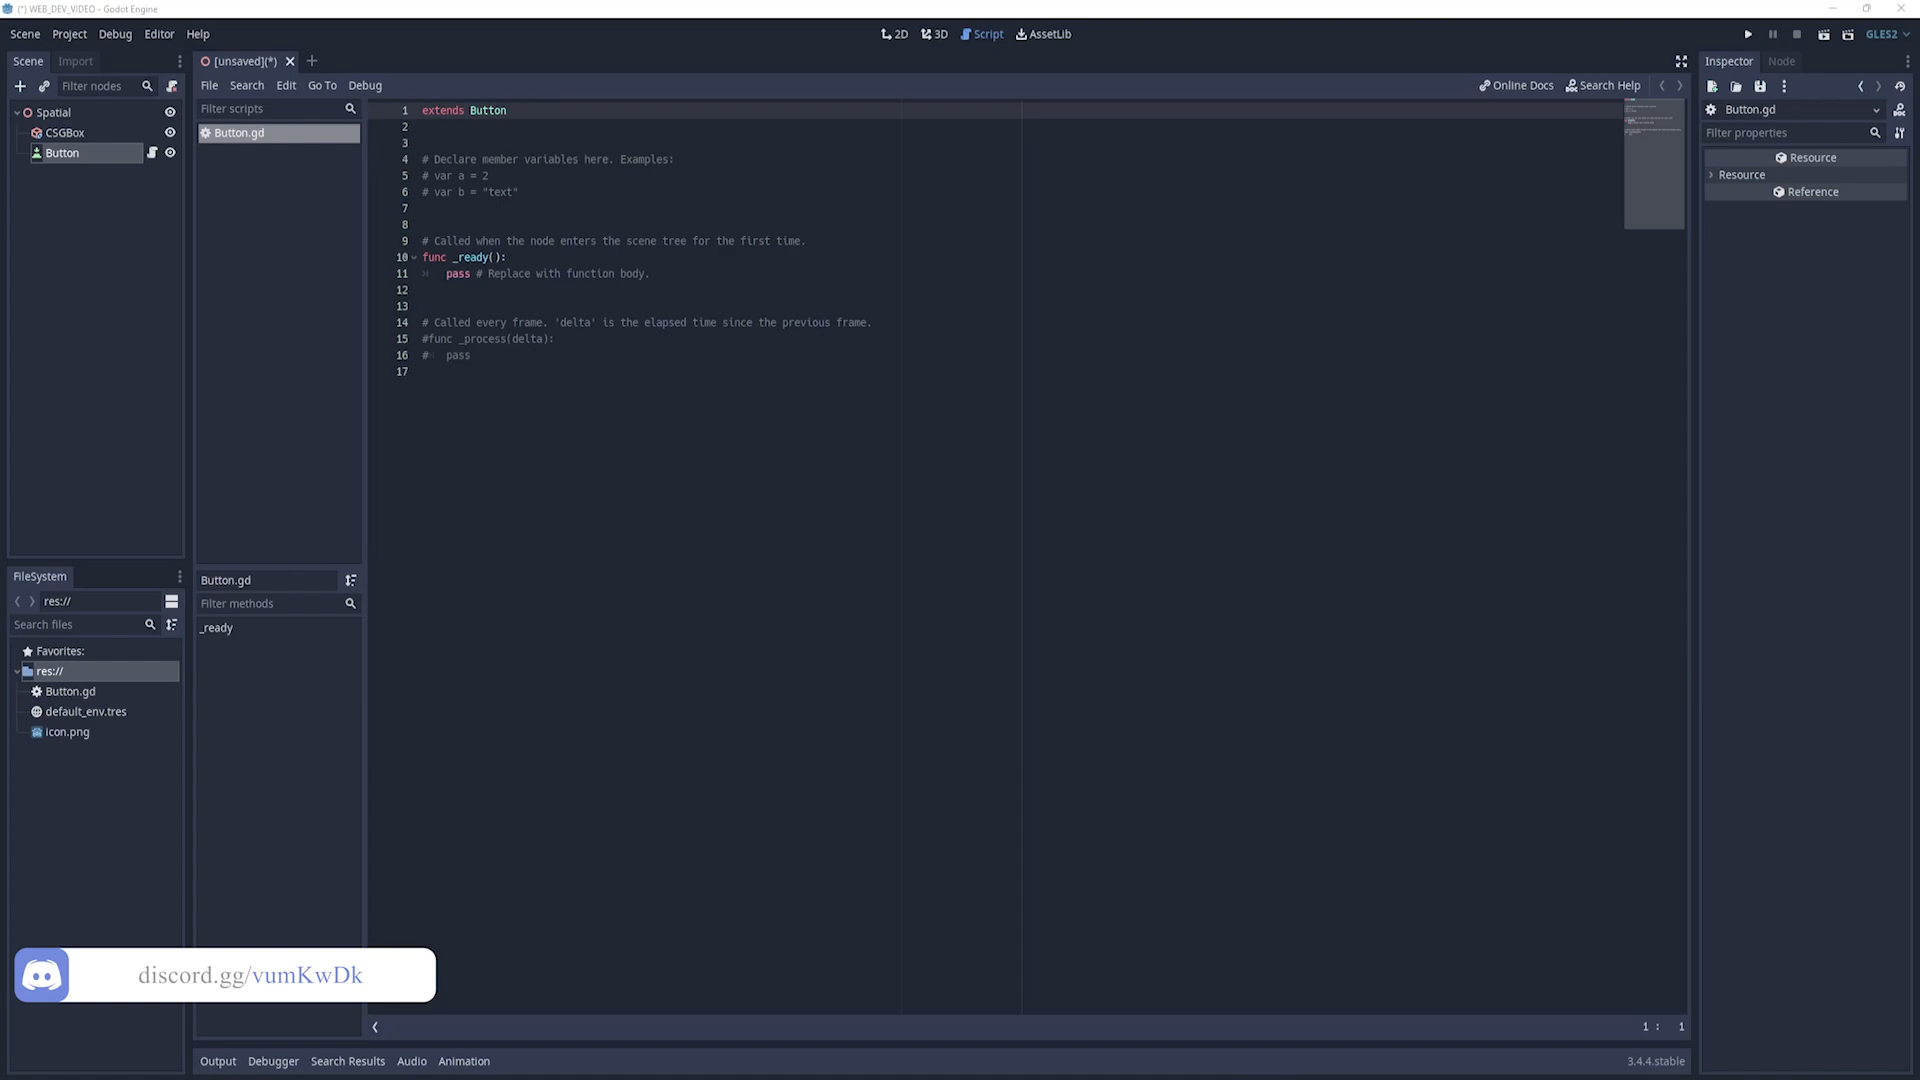 (*) WEB_DEV_VIDEO - Godot Engine
Scene Project Debug Editor Help
2D 3D Script AssetLib
GLES2
Scene Import
[unsaved](*)
Inspector Node
Filter nodes
File Search Edit Go To Debug
Online Docs Search Help
Spatial
CSGBox
Button
Filter scripts
Button.gd
1 extends Button
2
3
4 # Declare member variables here. Examples:
5 # var a = 2
6 # var b = "text"
7
8
9 # Called when the node enters the scene tree for the first time.
10 func _ready():
11 pass # Replace with function body.
12
13
14 # Called every frame. 'delta' is the elapsed time since the previous frame.
15 #func _process(delta):
16 # pass
17
Button.gd
Filter properties
Resource
Resource
Reference
FileSystem
res://
Search files
Favorites:
res://
Button.gd
default_env.tres
icon.png
Button.gd
Filter methods
_ready
discord.gg/vumKwDk
1 : 1
Output Debugger Search Results Audio Animation
3.4.4.stable